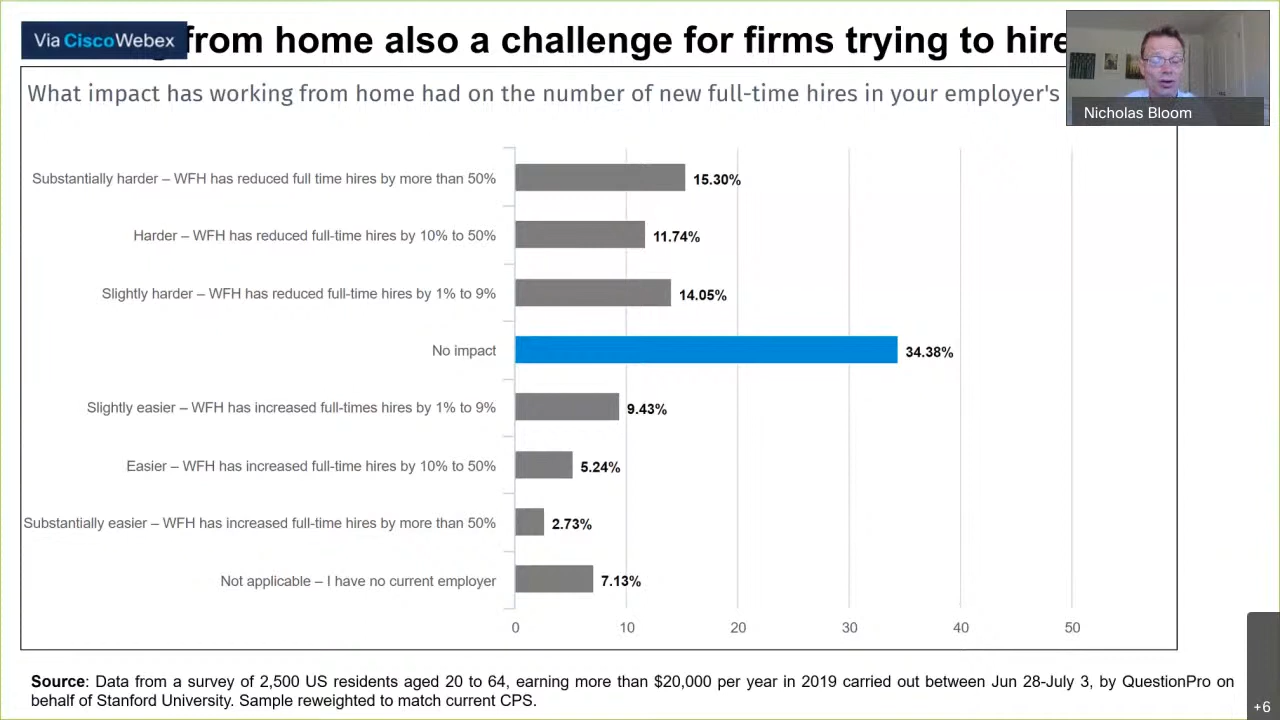 Via Cisco Webex
from home also a challenge for firms trying to hire
What impact has working from home had on the number of new full-time hires in your employer's
Nicholas Bloom
Substantially harder – WFH has reduced full time hires by more than 50%
15.30%
Harder – WFH has reduced full-time hires by 10% to 50%
11.74%
Slightly harder – WFH has reduced full-time hires by 1% to 9%
14.05%
No impact
34.38%
Slightly easier – WFH has increased full-times hires by 1% to 9%
9.43%
Easier – WFH has increased full-time hires by 10% to 50%
5.24%
Substantially easier – WFH has increased full-time hires by more than 50%
2.73%
Not applicable – I have no current employer
7.13%
0 10 20 30 40 50
Source: Data from a survey of 2,500 US residents aged 20 to 64, earning more than $20,000 per year in 2019 carried out between Jun 28-July 3, by QuestionPro on
behalf of Stanford University. Sample reweighted to match current CPS.
+6